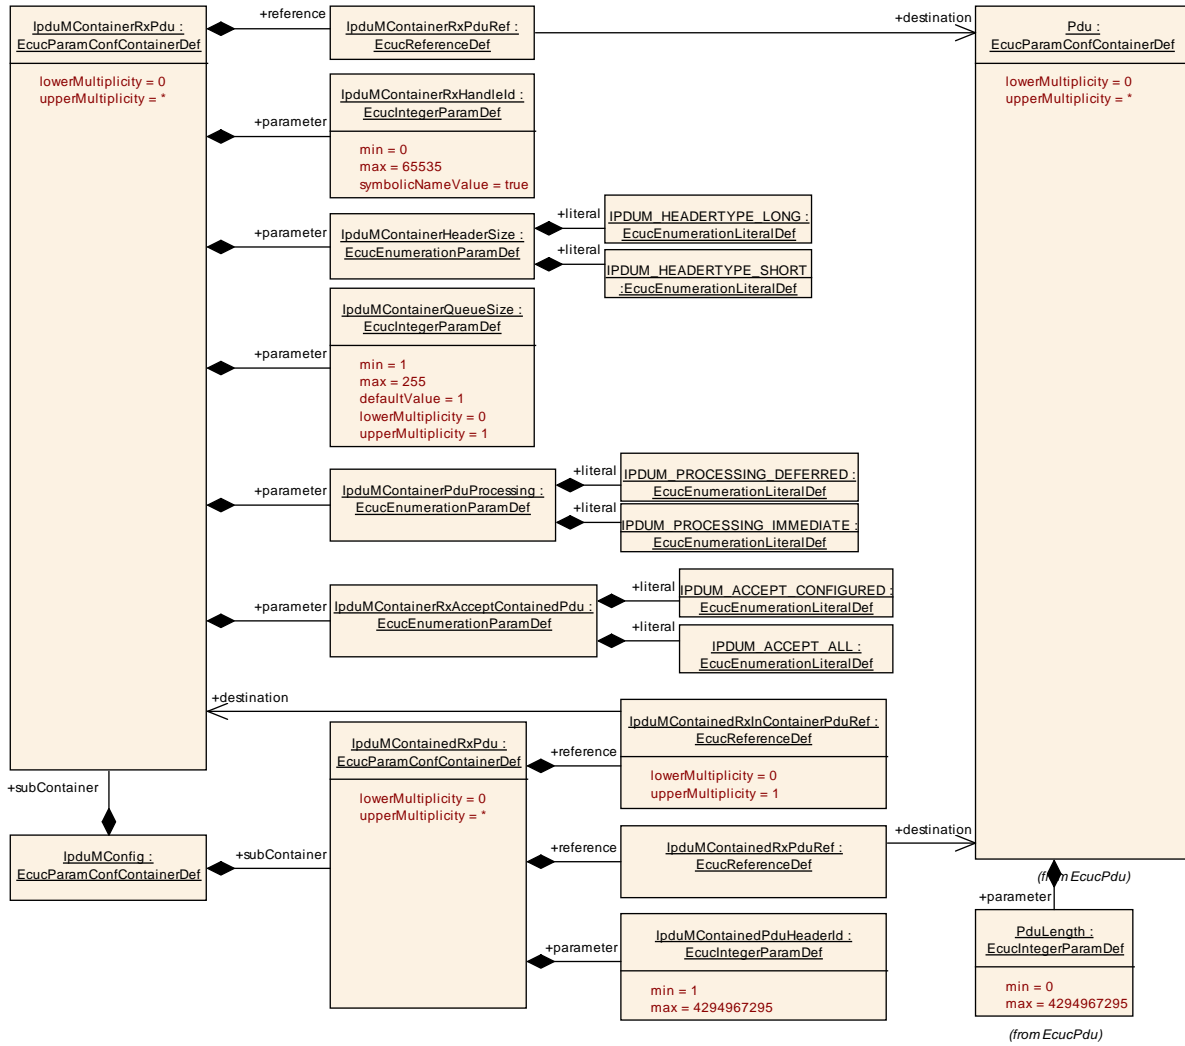 IpduMContainerRxPdu :
EcucParamConfContainerDef
lowerMultiplicity = 0
upperMultiplicity = *
+reference
IpduMContainerRxPduRef :
EcucReferenceDef
+destination
Pdu :
EcucParamConfContainerDef
lowerMultiplicity = 0
upperMultiplicity = *
+parameter
IpduMContainerRxHandleId :
EcucIntegerParamDef
min = 0
max = 65535
symbolicNameValue = true
+parameter
IpduMContainerHeaderSize :
EcucEnumerationParamDef
+literal
IPDUM_HEADERTYPE_LONG :
EcucEnumerationLiteralDef
+literal
IPDUM_HEADERTYPE_SHORT
:EcucEnumerationLiteralDef
+parameter
IpduMContainerQueueSize :
EcucIntegerParamDef
min = 1
max = 255
defaultValue = 1
lowerMultiplicity = 0
upperMultiplicity = 1
+parameter
IpduMContainerPduProcessing :
EcucEnumerationParamDef
+literal
IPDUM_PROCESSING_DEFERRED :
EcucEnumerationLiteralDef
+literal
IPDUM_PROCESSING_IMMEDIATE :
EcucEnumerationLiteralDef
+parameter
IpduMContainerRxAcceptContainedPdu :
EcucEnumerationParamDef
+literal
IPDUM_ACCEPT_CONFIGURED :
EcucEnumerationLiteralDef
+literal
IPDUM_ACCEPT_ALL :
EcucEnumerationLiteralDef
+destination
IpduMContainedRxInContainerPduRef :
EcucReferenceDef
lowerMultiplicity = 0
upperMultiplicity = 1
+reference
IpduMContainedRxPdu :
EcucParamConfContainerDef
lowerMultiplicity = 0
upperMultiplicity = *
+subContainer
IpduMConfig :
EcucParamConfContainerDef
+subContainer
+reference
IpduMContainedRxPduRef :
EcucReferenceDef
+destination
(from EcucPdu)
+parameter
IpduMContainedPduHeaderId :
EcucIntegerParamDef
min = 1
max = 4294967295
+parameter
PduLength :
EcucIntegerParamDef
min = 0
max = 4294967295
(from EcucPdu)